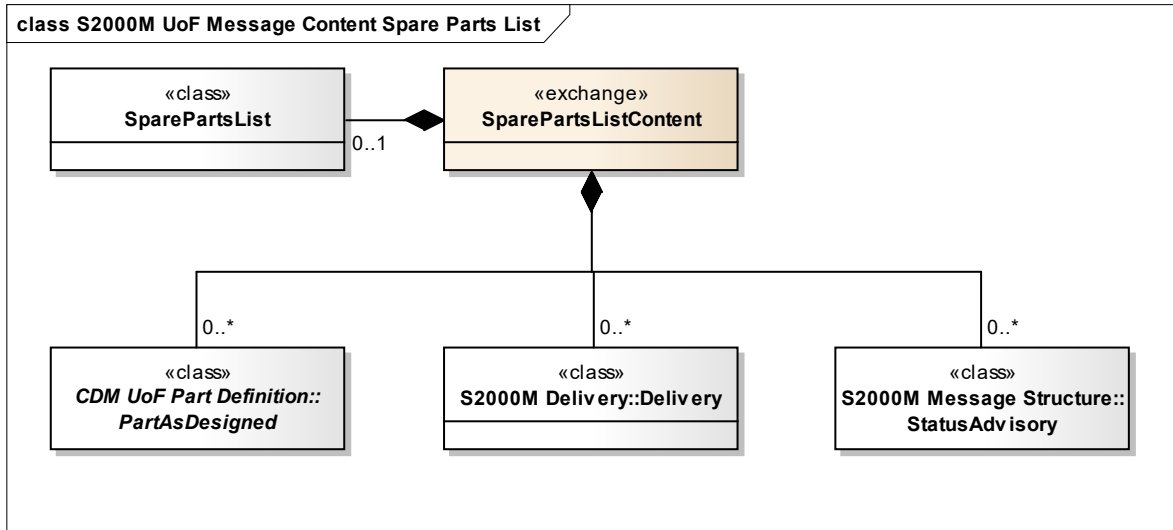 class S2000M UoF Message Content Spare Parts List
«class»
SparePartsList
«exchange»
SparePartsListContent
0..1
0..*
0..*
0..*
«class»
CDM UoF Part Definition::
PartAsDesigned
«class»
S2000M Delivery::Delivery
«class»
S2000M Message Structure::
StatusAdvisory